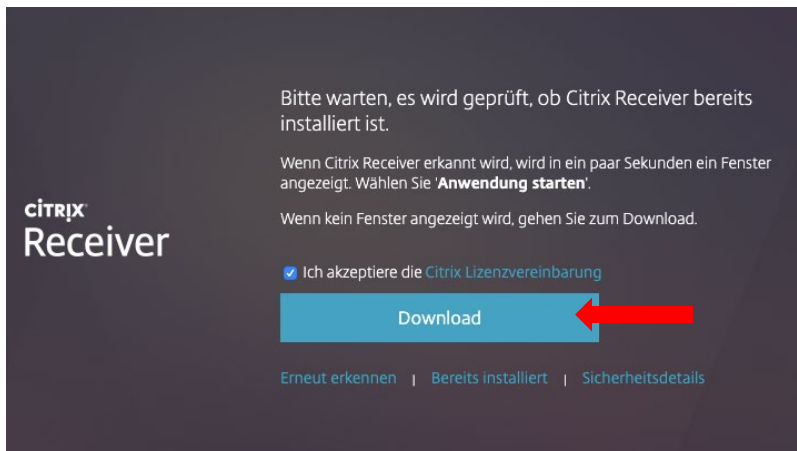 Bitte warten, es wird geprüft, ob Citrix Receiver bereits
installiert ist.
Wenn Citrix Receiver erkannt wird, wird in ein paar Sekunden ein Fenster
angezeigt. Wählen Sie 'Anwendung starten'.
Wenn kein Fenster angezeigt wird, gehen Sie zum Download.
CİTRIX
Receiver
Ich akzeptiere die Citrix Lizenzvereinbarung
Download
Erneut erkennen | Bereits installiert | Sicherheitsdetails